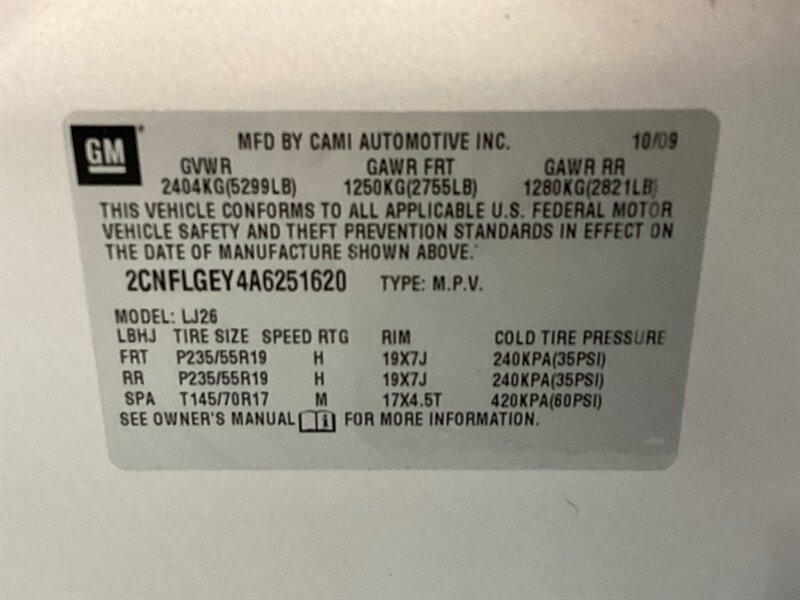 GM
MFD BY CAMI AUTOMOTIVE INC. 10/09
GVWR GAWR FRT GAWR RR
2404KG(5299LB) 1250KG(2755LB) 1280KG(2821LB)
THIS VEHICLE CONFORMS TO ALL APPLICABLE U.S. FEDERAL MOTOR
VEHICLE SAFETY AND THEFT PREVENTION STANDARDS IN EFFECT ON
THE DATE OF MANUFACTURE SHOWN ABOVE.
2CNFLGEY4A6251620 TYPE: M.P.V.
MODEL: LJ26
LBHJ TIRE SIZE SPEED RTG RIM COLD TIRE PRESSURE
FRT P235/55R19 H 19X7J 240KPA(35PSI)
RR P235/55R19 H 19X7J 240KPA(35PSI)
SPA T145/70R17 M 17X4.5T 420KPA(60PSI)
SEE OWNER'S MANUAL FOR MORE INFORMATION.